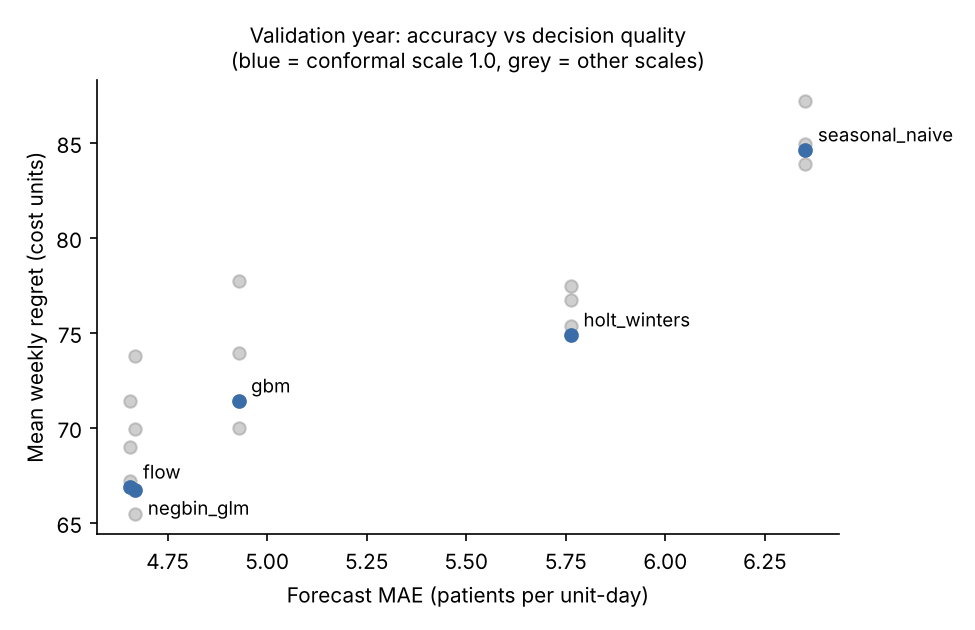 Validation year: accuracy vs decision quality
(blue = conformal scale 1.0, grey = other scales)
Mean weekly regret (cost units)
85
80
75
70
65
seasonal_naive
holt_winters
gbm
flow
negbin_glm
4.75 5.00 5.25 5.50 5.75 6.00 6.25
Forecast MAE (patients per unit-day)